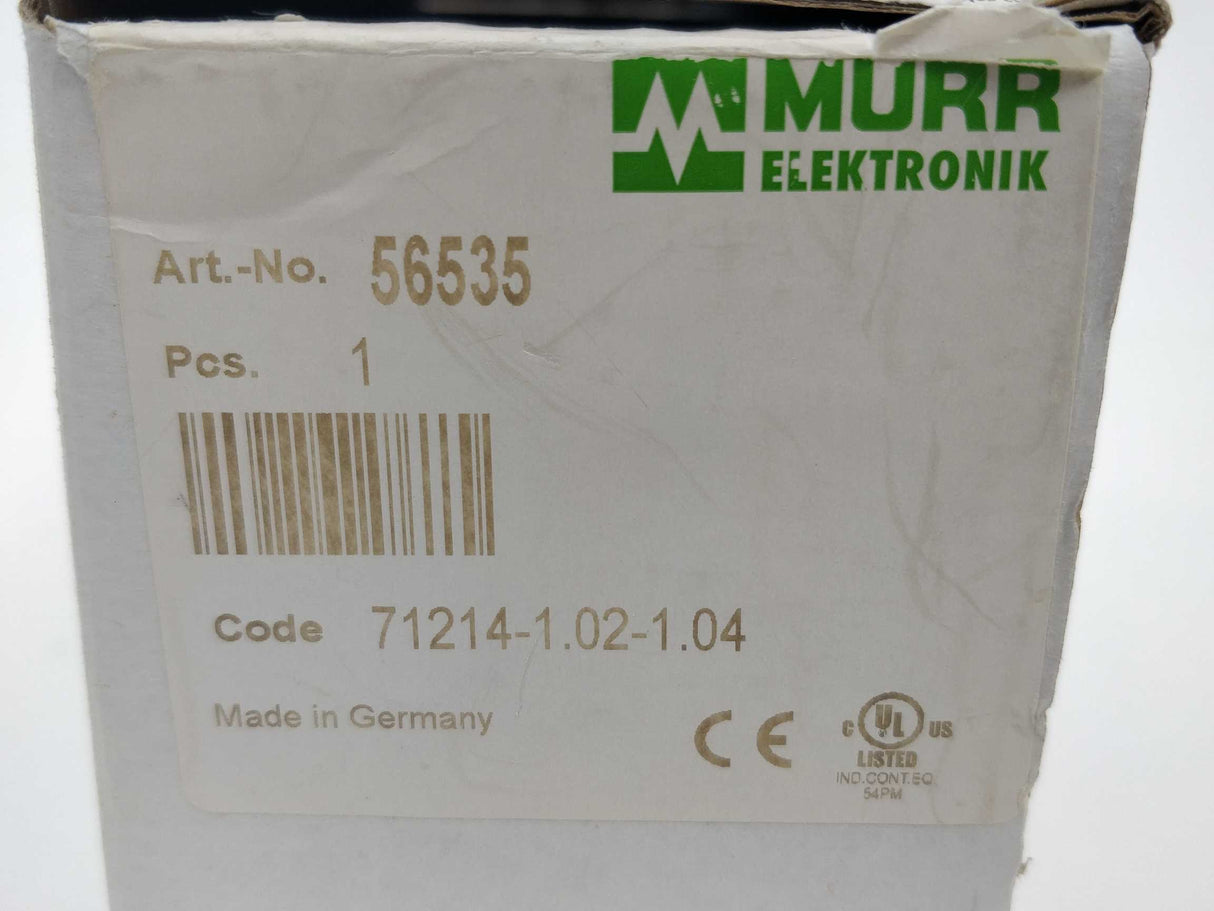 MURR
ELEKTRONIK
Art.-No. 56535
Pcs. 1
Code 71214-1.02-1.04
Made in Germany
CE
C UL US
LISTED
IND.CONT.EQ.
54PM